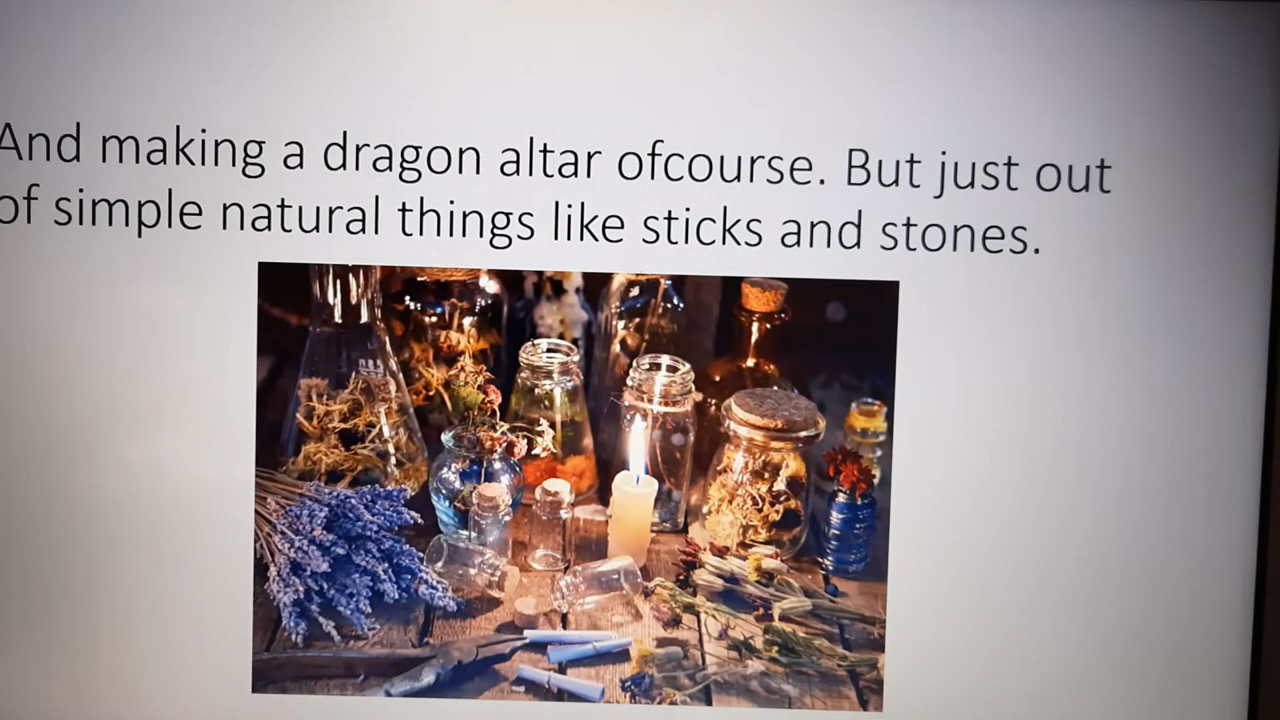 And making a dragon altar ofcourse. But just out
of simple natural things like sticks and stones.